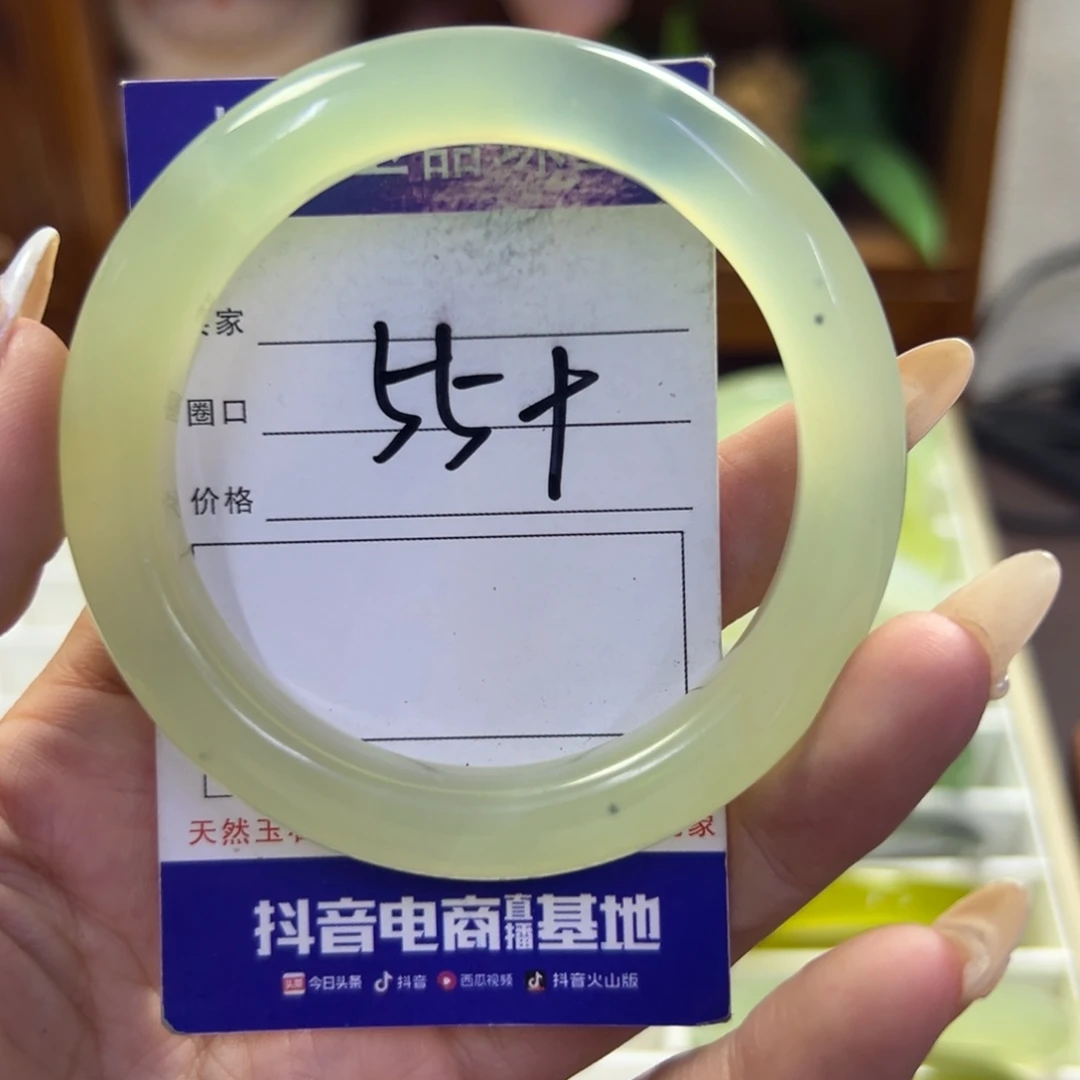 家
圈口
55+
价格
天然玉
家
抖音电商直播基地
今日头条 抖音 西瓜视频 抖音火山版